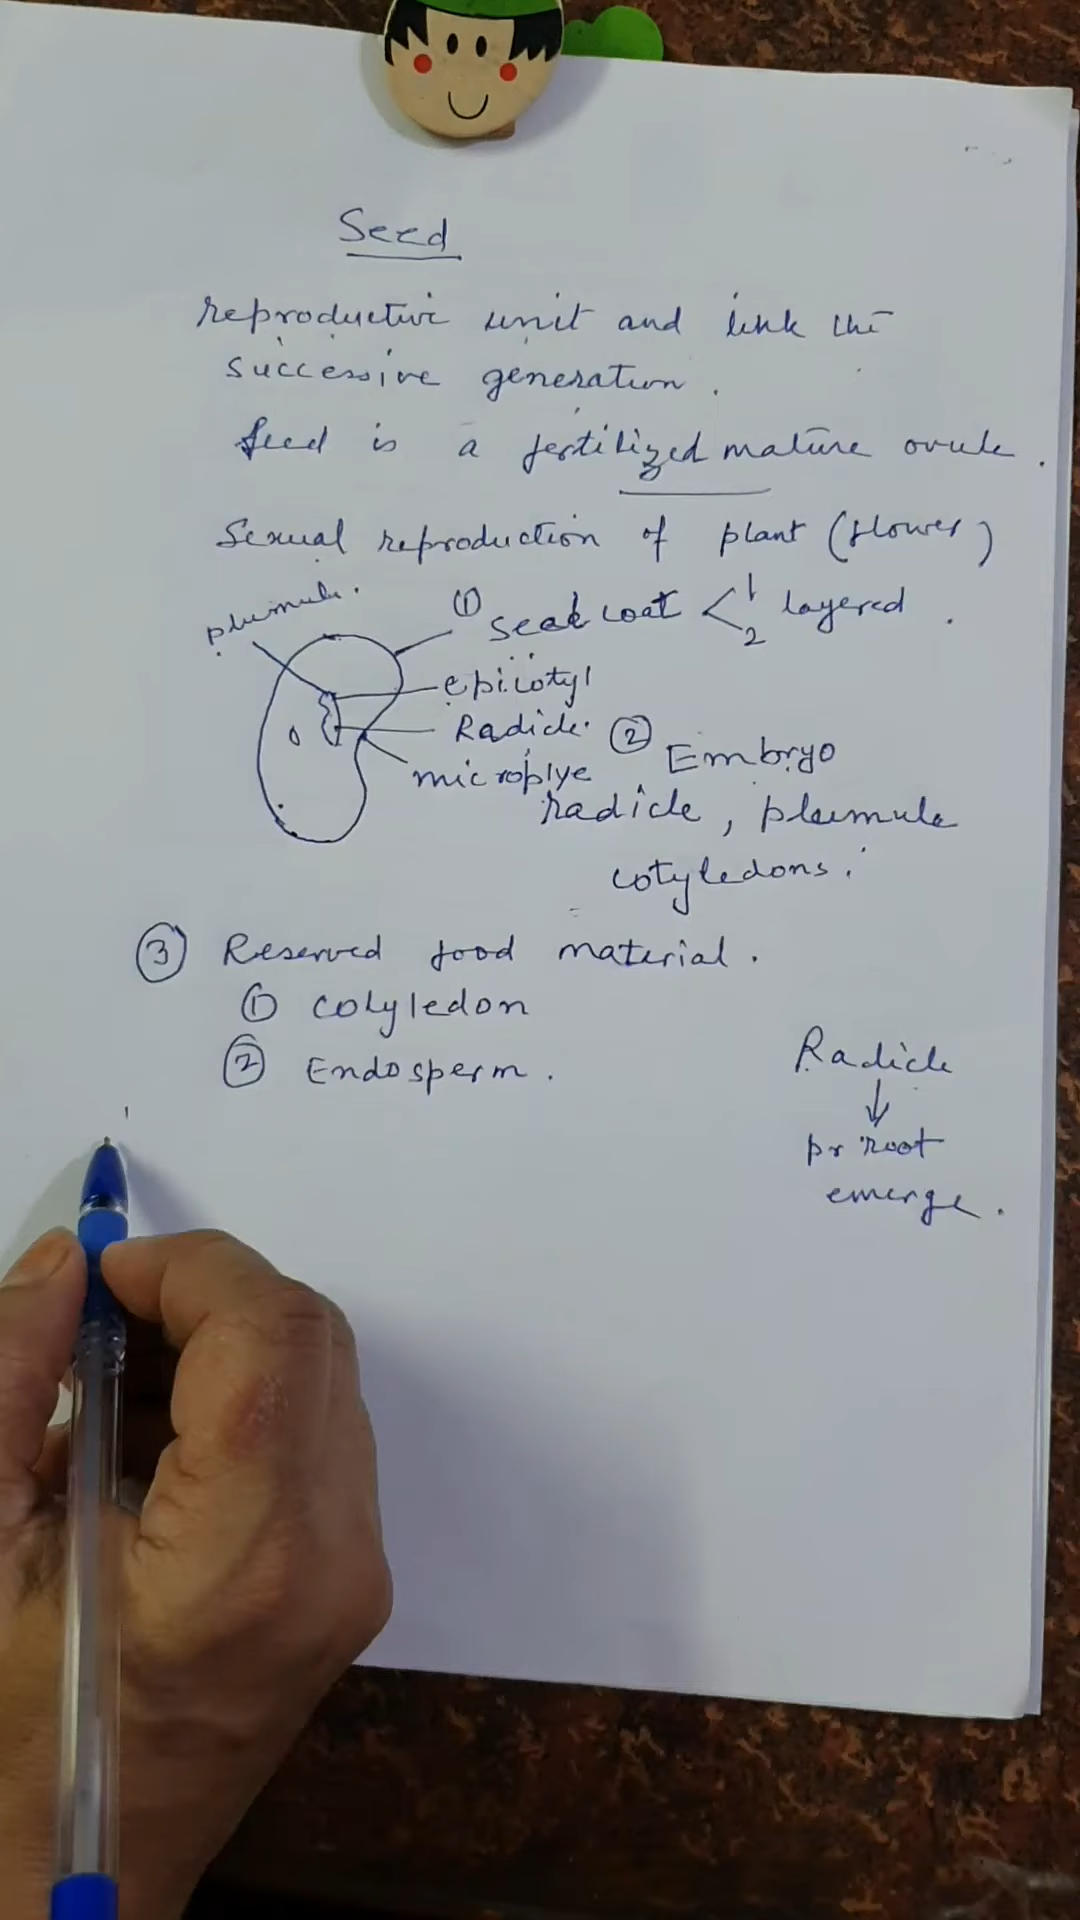 Seed
reproductive unit and link the
successive generation.
Seed is a fertilized mature ovule.
Sexual reproduction of plant (flower)
plumule.
① Seed coat < 1 2 layered.
epicotyl
Radicle.
microplye
② Embryo
radicle, plumule
cotyledons.
③ Reserved food material.
① cotyledon
② Endosperm.
Radicle
↓
pr root
emerge.